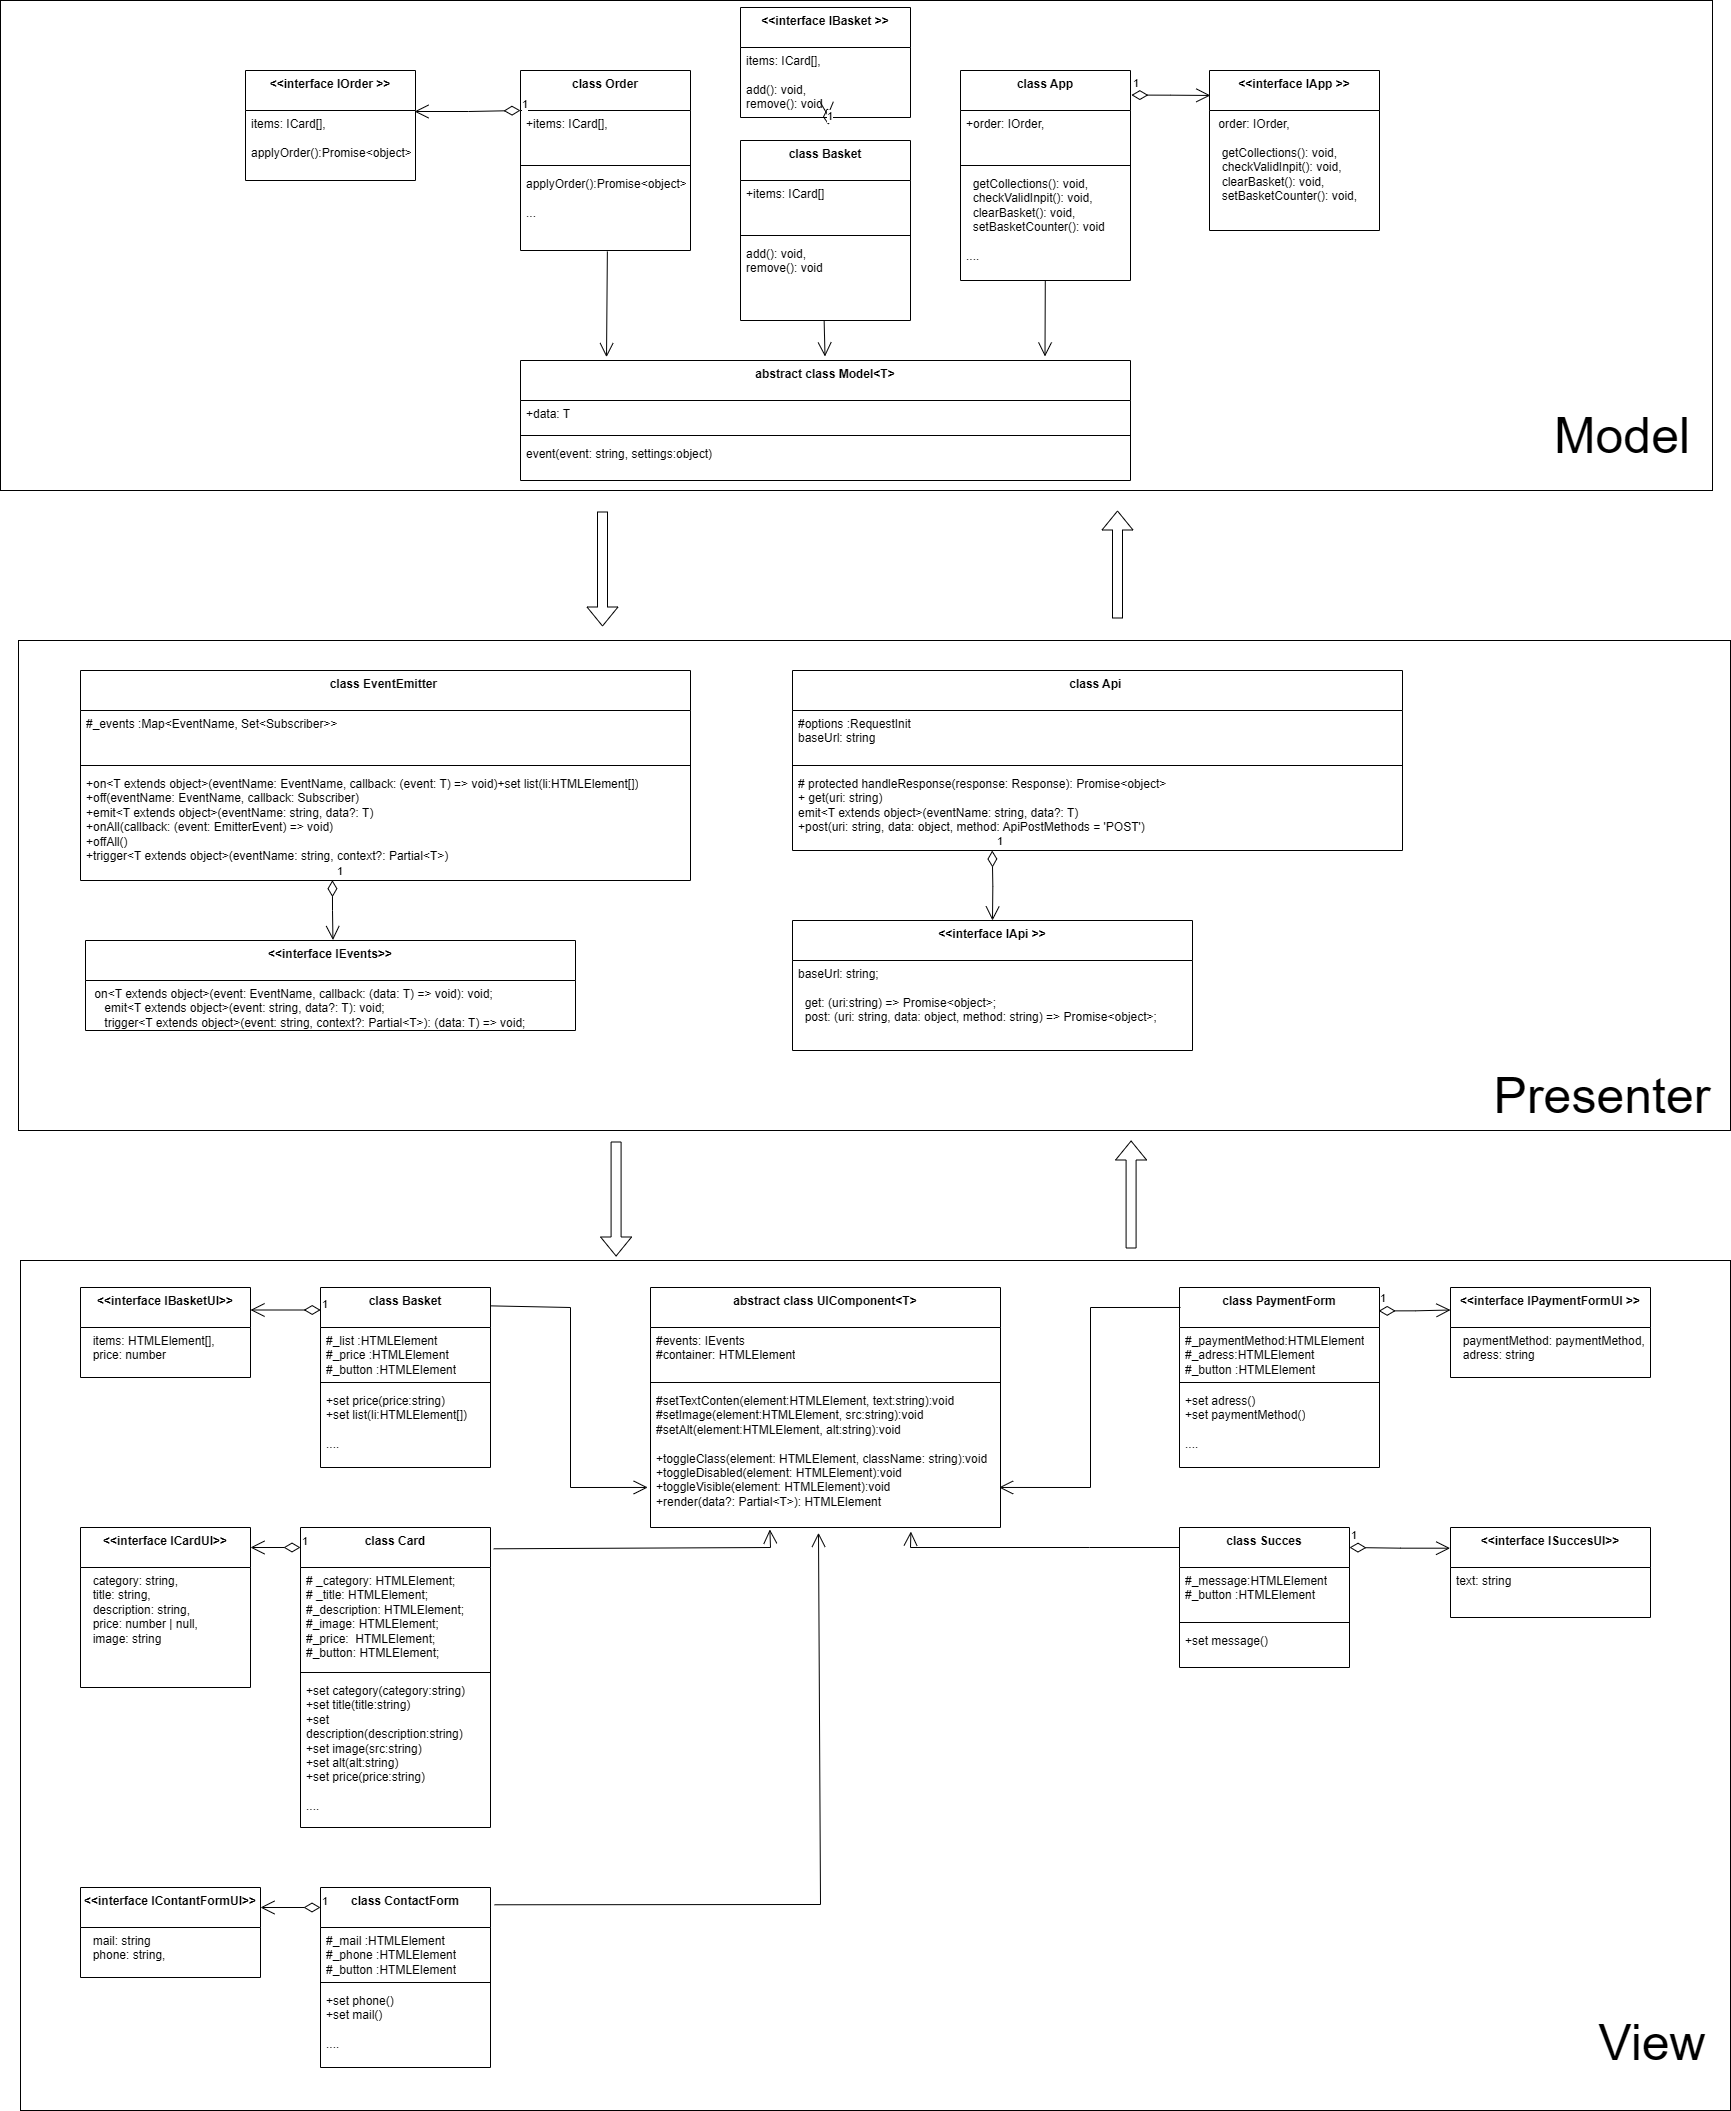 <<interface IBasket >>
items: ICard[],
add(): void,
remove(): void
1
<<interface IOrder >>
items: ICard[],
applyOrder():Promise<object>
1
class Order
+items: ICard[],
applyOrder():Promise<object>
...
class Basket
+items: ICard[]
add(): void,
remove(): void
class App
+order: IOrder,
getCollections(): void,
checkValidInpit(): void,
clearBasket(): void,
setBasketCounter(): void
....
1
<<interface IApp >>
order: IOrder,
getCollections(): void,
checkValidInpit(): void,
clearBasket(): void,
setBasketCounter(): void,
abstract class Model<T>
+data: T
event(event: string, settings:object)
Model
class EventEmitter
#_events :Map<EventName, Set<Subscriber>>
+on<T extends object>(eventName: EventName, callback: (event: T) => void)+set list(li:HTMLElement[])
+off(eventName: EventName, callback: Subscriber)
+emit<T extends object>(eventName: string, data?: T)
+onAll(callback: (event: EmitterEvent) => void)
+offAll()
+trigger<T extends object>(eventName: string, context?: Partial<T>)
1
<<interface IEvents>>
on<T extends object>(event: EventName, callback: (data: T) => void): void;
emit<T extends object>(event: string, data?: T): void;
trigger<T extends object>(event: string, context?: Partial<T>): (data: T) => void;
class Api
#options :RequestInit
baseUrl: string
# protected handleResponse(response: Response): Promise<object>
+ get(uri: string)
emit<T extends object>(eventName: string, data?: T)
+post(uri: string, data: object, method: ApiPostMethods = 'POST')
1
<<interface IApi >>
baseUrl: string;
get: (uri:string) => Promise<object>;
post: (uri: string, data: object, method: string) => Promise<object>;
Presenter
<<interface IBasketUI>>
items: HTMLElement[],
price: number
1
class Basket
#_list :HTMLElement
#_price :HTMLElement
#_button :HTMLElement
+set price(price:string)
+set list(li:HTMLElement[])
....
abstract class UIComponent<T>
#events: IEvents
#container: HTMLElement
#setTextConten(element:HTMLElement, text:string):void
#setImage(element:HTMLElement, src:string):void
#setAlt(element:HTMLElement, alt:string):void
+toggleClass(element: HTMLElement, className: string):void
+toggleDisabled(element: HTMLElement):void
+toggleVisible(element: HTMLElement):void
+render(data?: Partial<T>): HTMLElement
class PaymentForm
#_paymentMethod:HTMLElement
#_adress:HTMLElement
#_button :HTMLElement
+set adress()
+set paymentMethod()
....
1
<<interface IPaymentFormUI >>
paymentMethod: paymentMethod,
adress: string
<<interface ICardUI>>
category: string,
title: string,
description: string,
price: number | null,
image: string
1
class Card
# _category: HTMLElement;
# _title: HTMLElement;
#_description: HTMLElement;
#_image: HTMLElement;
#_price:  HTMLElement;
#_button: HTMLElement;
+set category(category:string)
+set title(title:string)
+set
description(description:string)
+set image(src:string)
+set alt(alt:string)
+set price(price:string)
....
class Succes
#_message:HTMLElement
#_button :HTMLElement
+set message()
1
<<interface ISuccesUI>>
text: string
<<interface IContantFormUI>>
mail: string
phone: string,
1
class ContactForm
#_mail :HTMLElement
#_phone :HTMLElement
#_button :HTMLElement
+set phone()
+set mail()
....
View